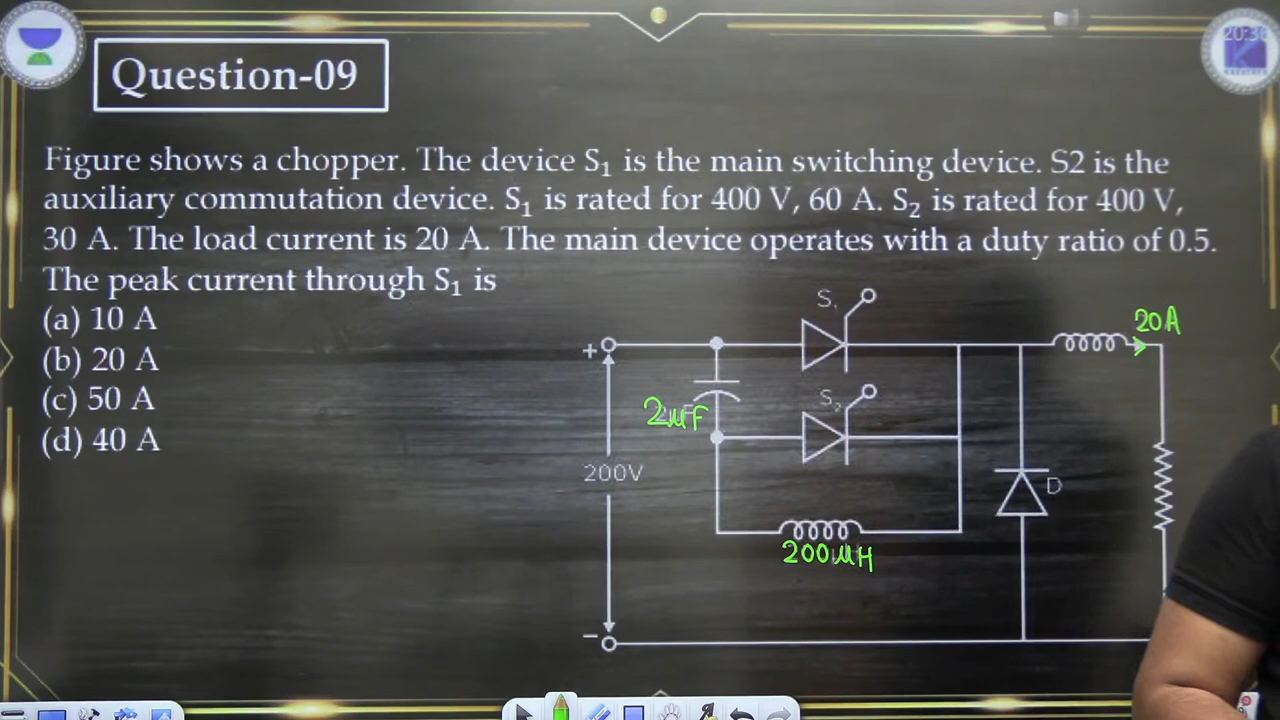 20:36
Question-09
Figure shows a chopper. The device S₁ is the main switching device. S2 is the
auxiliary commutation device. S₁ is rated for 400 V, 60 A. S₂ is rated for 400 V,
30 A. The load current is 20 A. The main device operates with a duty ratio of 0.5.
The peak current through S₁ is
(a) 10 A
(b) 20 A
(c) 50 A
(d) 40 A
S₁
20A
+
2μF
S₂
200V
D
200μH
−